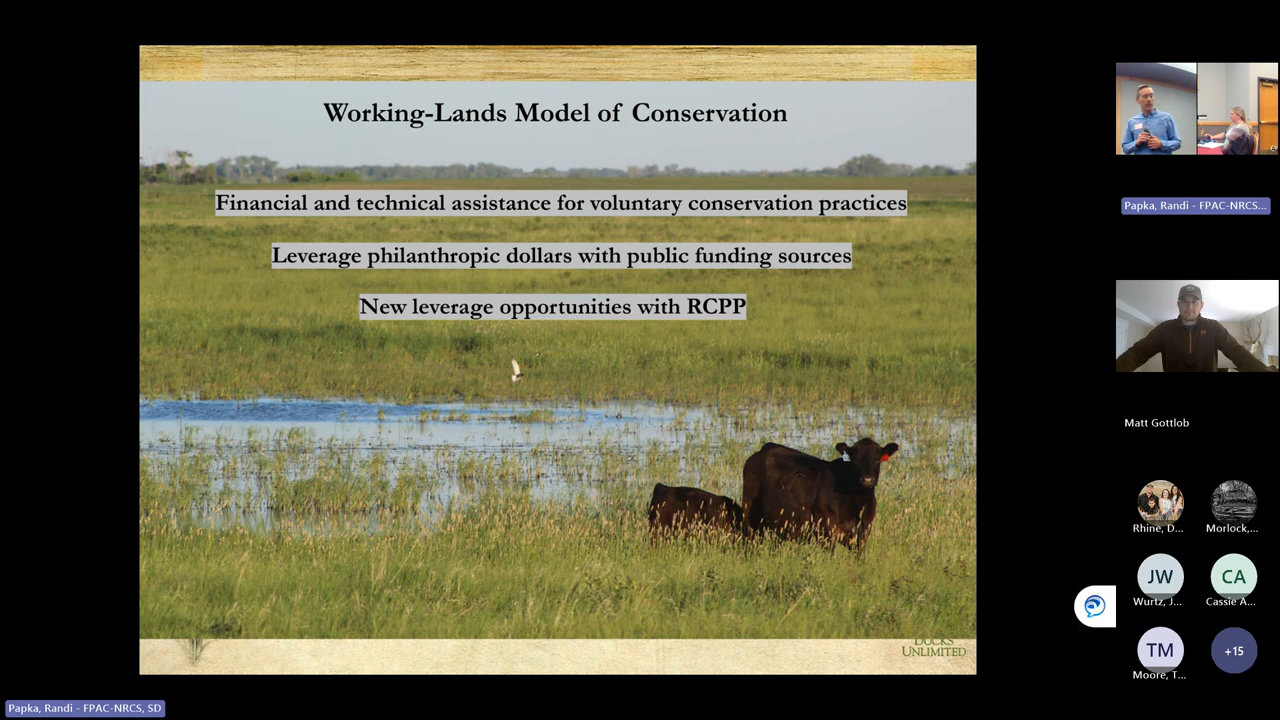 Working-Lands Model of Conservation
Financial and technical assistance for voluntary conservation practices
Leverage philanthropic dollars with public funding sources
New leverage opportunities with RCPP
DUCKS
UNLIMITED
Papka, Randi - FPAC-NRCS...
Matt Gottlob
Rhine, D...
Morlock,...
JW
Wurtz, J...
CA
Cassie A...
TM
Moore, T...
+15
Papka, Randi - FPAC-NRCS, SD